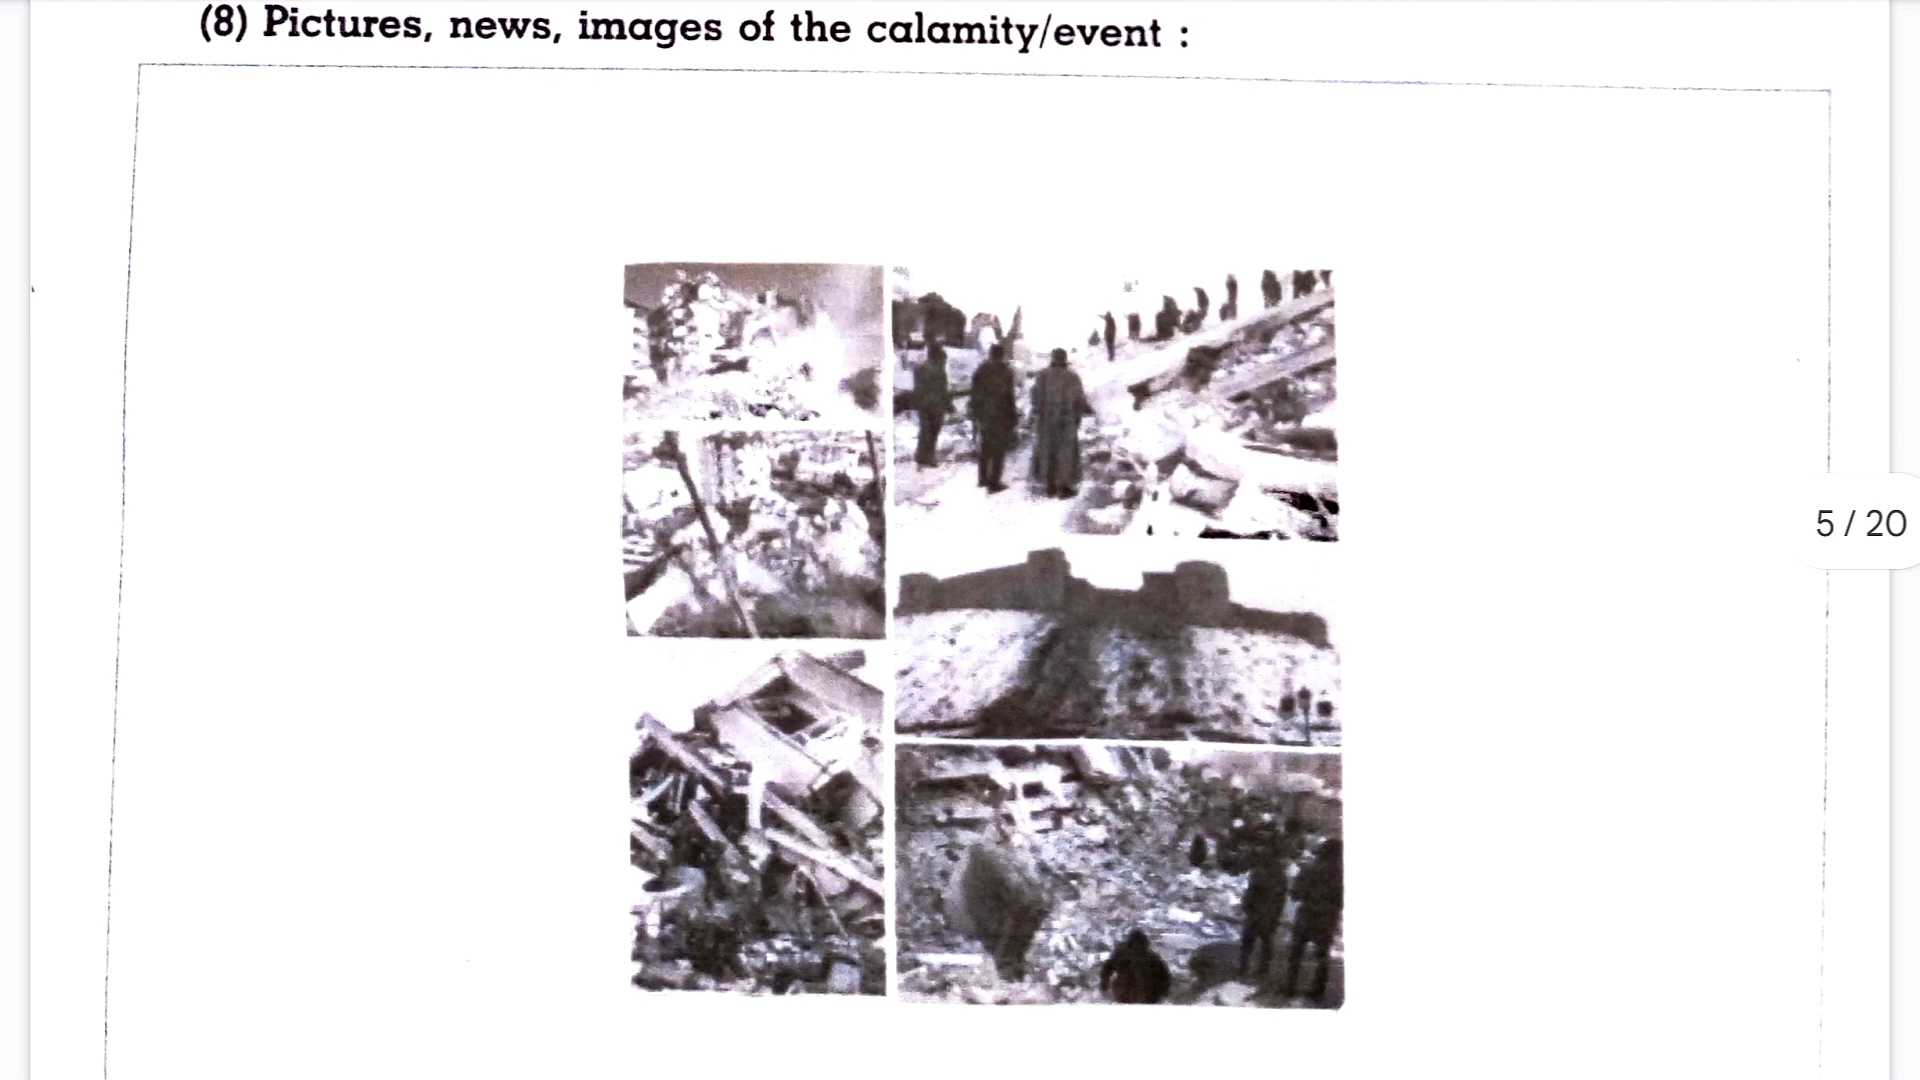 (8) Pictures, news, images of the calamity/event :
5 / 20